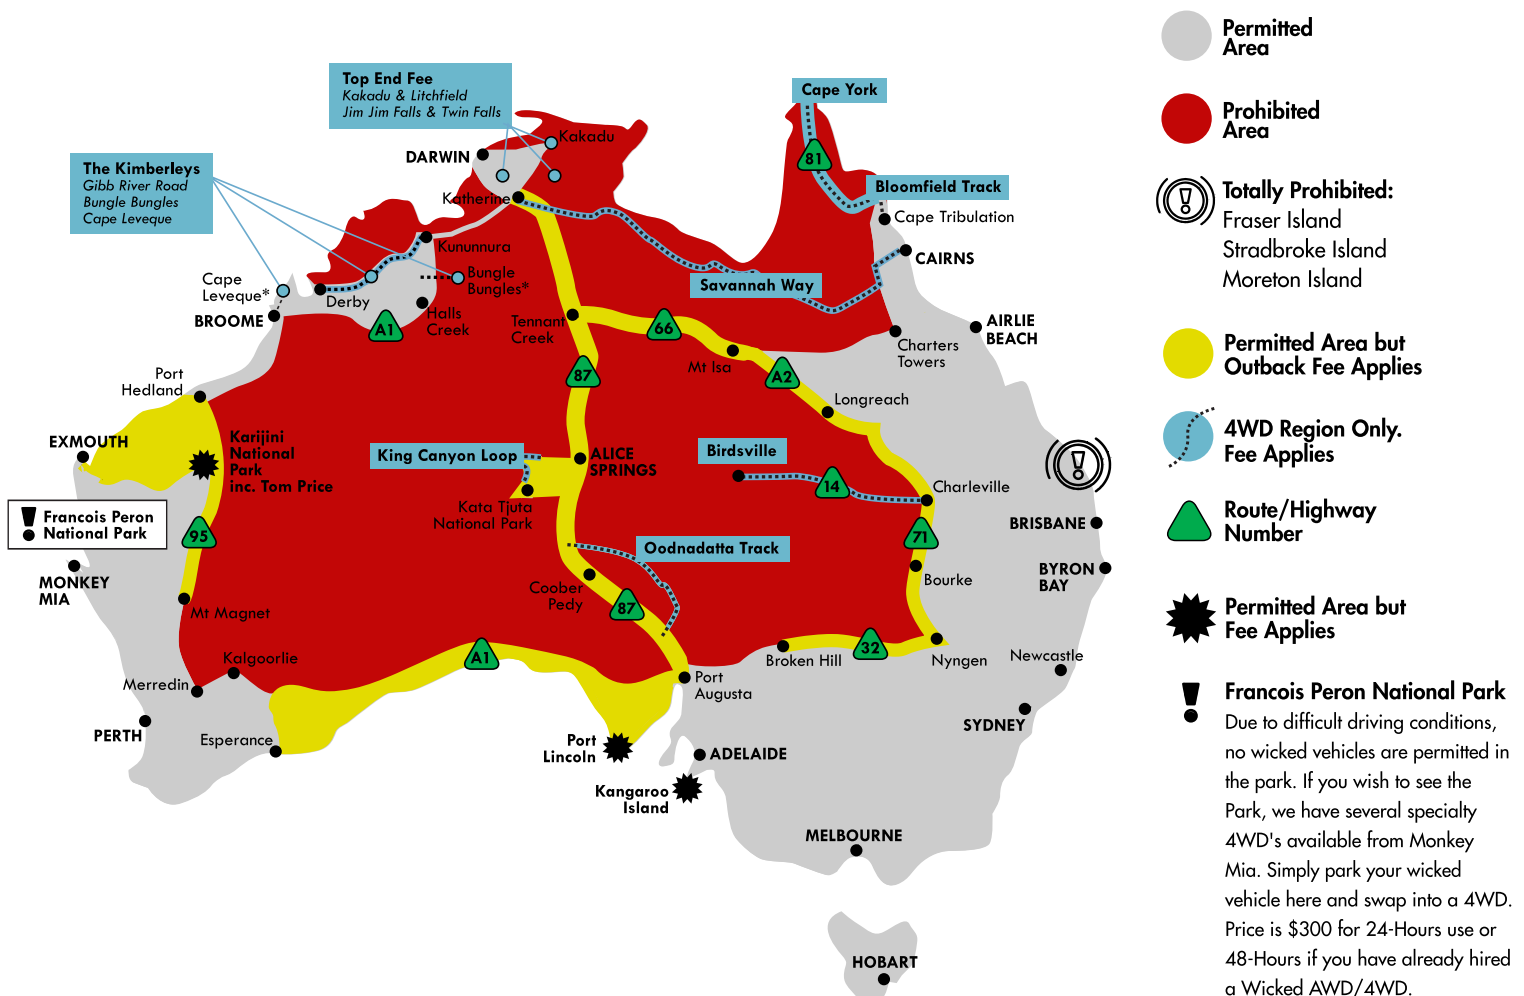 Top End Fee
Kakadu & Litchfield
Jim Jim Falls & Twin Falls
Cape York
Kakadu
DARWIN
81
The Kimberleys
Gibb River Road
Bungle Bungles
Cape Leveque
Bloomfield Track
Katherine
Cape Tribulation
Kununnura
CAIRNS
Cape
Leveque*
Bungle
Bungles*
Savannah Way
Derby
BROOME
Halls
Creek
A1
Tennant
Creek
66
AIRLIE
BEACH
Charters
Towers
Mt Isa
87
A2
Port
Hedland
Longreach
EXMOUTH
Karijini
National
Park
inc. Tom Price
King Canyon Loop
ALICE
SPRINGS
Birdsville
14
Charleville
Kata Tjuta
National Park
Francois Peron
National Park
95
71
BRISBANE
Oodnadatta Track
MONKEY
MIA
Coober
Pedy
87
Bourke
BYRON
BAY
Mt Magnet
Kalgoorlie
A1
Broken Hill
32
Nyngen
Newcastle
Merredin
Port
Augusta
PERTH
Esperance
SYDNEY
Port
Lincoln
ADELAIDE
Kangaroo
Island
MELBOURNE
HOBART
Permitted
Area
Prohibited
Area
Totally Prohibited:
Fraser Island
Stradbroke Island
Moreton Island
Permitted Area but
Outback Fee Applies
4WD Region Only.
Fee Applies
Route/Highway
Number
Permitted Area but
Fee Applies
Francois Peron National Park
Due to difficult driving conditions,
no wicked vehicles are permitted in
the park. If you wish to see the
Park, we have several specialty
4WD's available from Monkey
Mia. Simply park your wicked
vehicle here and swap into a 4WD.
Price is $300 for 24-Hours use or
48-Hours if you have already hired
a Wicked AWD/4WD.